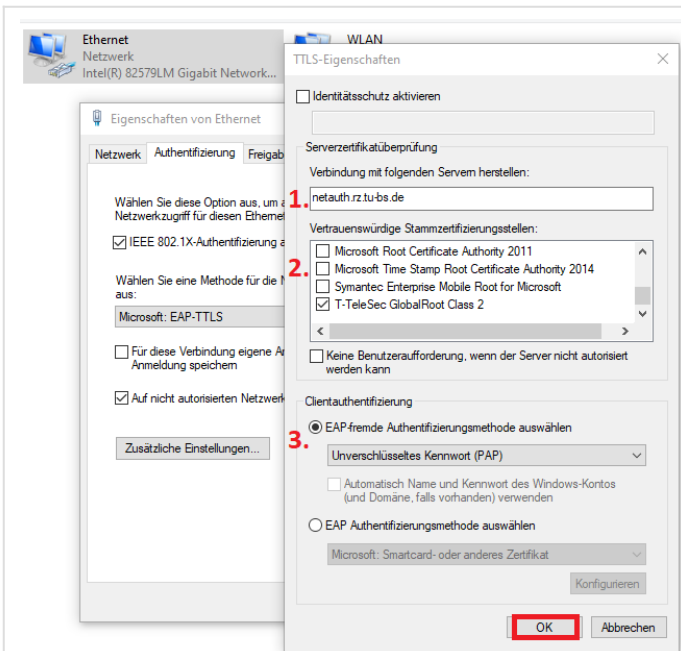 Ethernet
Netzwerk
Intel(R) 82579LM Gigabit Network...
WLAN
Eigenschaften von Ethernet
Netzwerk Authentifizierung Freigab
Wählen Sie diese Option aus, um
Netzwerkzugriff für diesen Etherne
IEEE 802.1X-Authentifizierung a
Wählen Sie eine Methode für die
aus:
Microsoft: EAP-TTLS
Für diese Verbindung eigene A
Anmeldung speichern
Auf nicht autorisierten Netzwerk
Zusätzliche Einstellungen...
TTLS-Eigenschaften
Identitätsschutz aktivieren
Serverzertifikatüberprüfung
Verbindung mit folgenden Servern herstellen:
1. netauth.rz.tu-bs.de
Vertrauenswürdige Stammzertifizierungsstellen:
2.
Microsoft Root Certificate Authority 2011
Microsoft Time Stamp Root Certificate Authority 2014
Symantec Enterprise Mobile Root for Microsoft
T-TeleSec GlobalRoot Class 2
Keine Benutzeraufforderung, wenn der Server nicht autorisiert
werden kann
Clientauthentifizierung
3.
EAP-fremde Authentifizierungsmethode auswählen
Unverschlüsseltes Kennwort (PAP)
Automatisch Name und Kennwort des Windows-Kontos
(und Domäne, falls vorhanden) verwenden
EAP Authentifizierungsmethode auswählen
Microsoft: Smartcard- oder anderes Zertifikat
Konfigurieren
OK Abbrechen